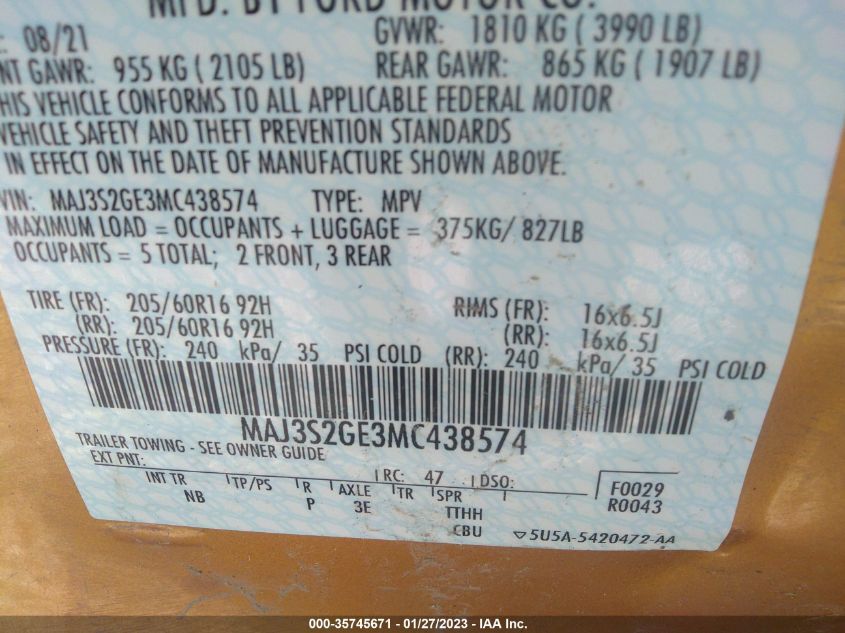 MFD. BY FORD MOTOR CO.
08/21 GVWR: 1810 KG ( 3990 LB)
NT GAWR: 955 KG ( 2105 LB) REAR GAWR: 865 KG ( 1907 LB)
HIS VEHICLE CONFORMS TO ALL APPLICABLE FEDERAL MOTOR
VEHICLE SAFETY AND THEFT PREVENTION STANDARDS
IN EFFECT ON THE DATE OF MANUFACTURE SHOWN ABOVE.
VIN: MAJ3S2GE3MC438574 TYPE: MPV
MAXIMUM LOAD = OCCUPANTS + LUGGAGE = 375KG/ 827LB
OCCUPANTS = 5 TOTAL; 2 FRONT, 3 REAR
TIRE (FR): 205/60R16 92H RIMS (FR): 16x6.5J
(RR): 205/60R16 92H (RR): 16x6.5J
PRESSURE (FR): 240 kPa/ 35 PSI COLD (RR): 240 kPa/ 35 PSI COLD
MAJ3S2GE3MC438574
TRAILER TOWING - SEE OWNER GUIDE
EXT PNT: RC: 47 DSO:
INT TR TP/PS R AXLE TR SPR F0029
NB P 3E TTHH R0043
CBU 5U5A-5420472-AA
000-35745671 - 01/27/2023 - IAA Inc.